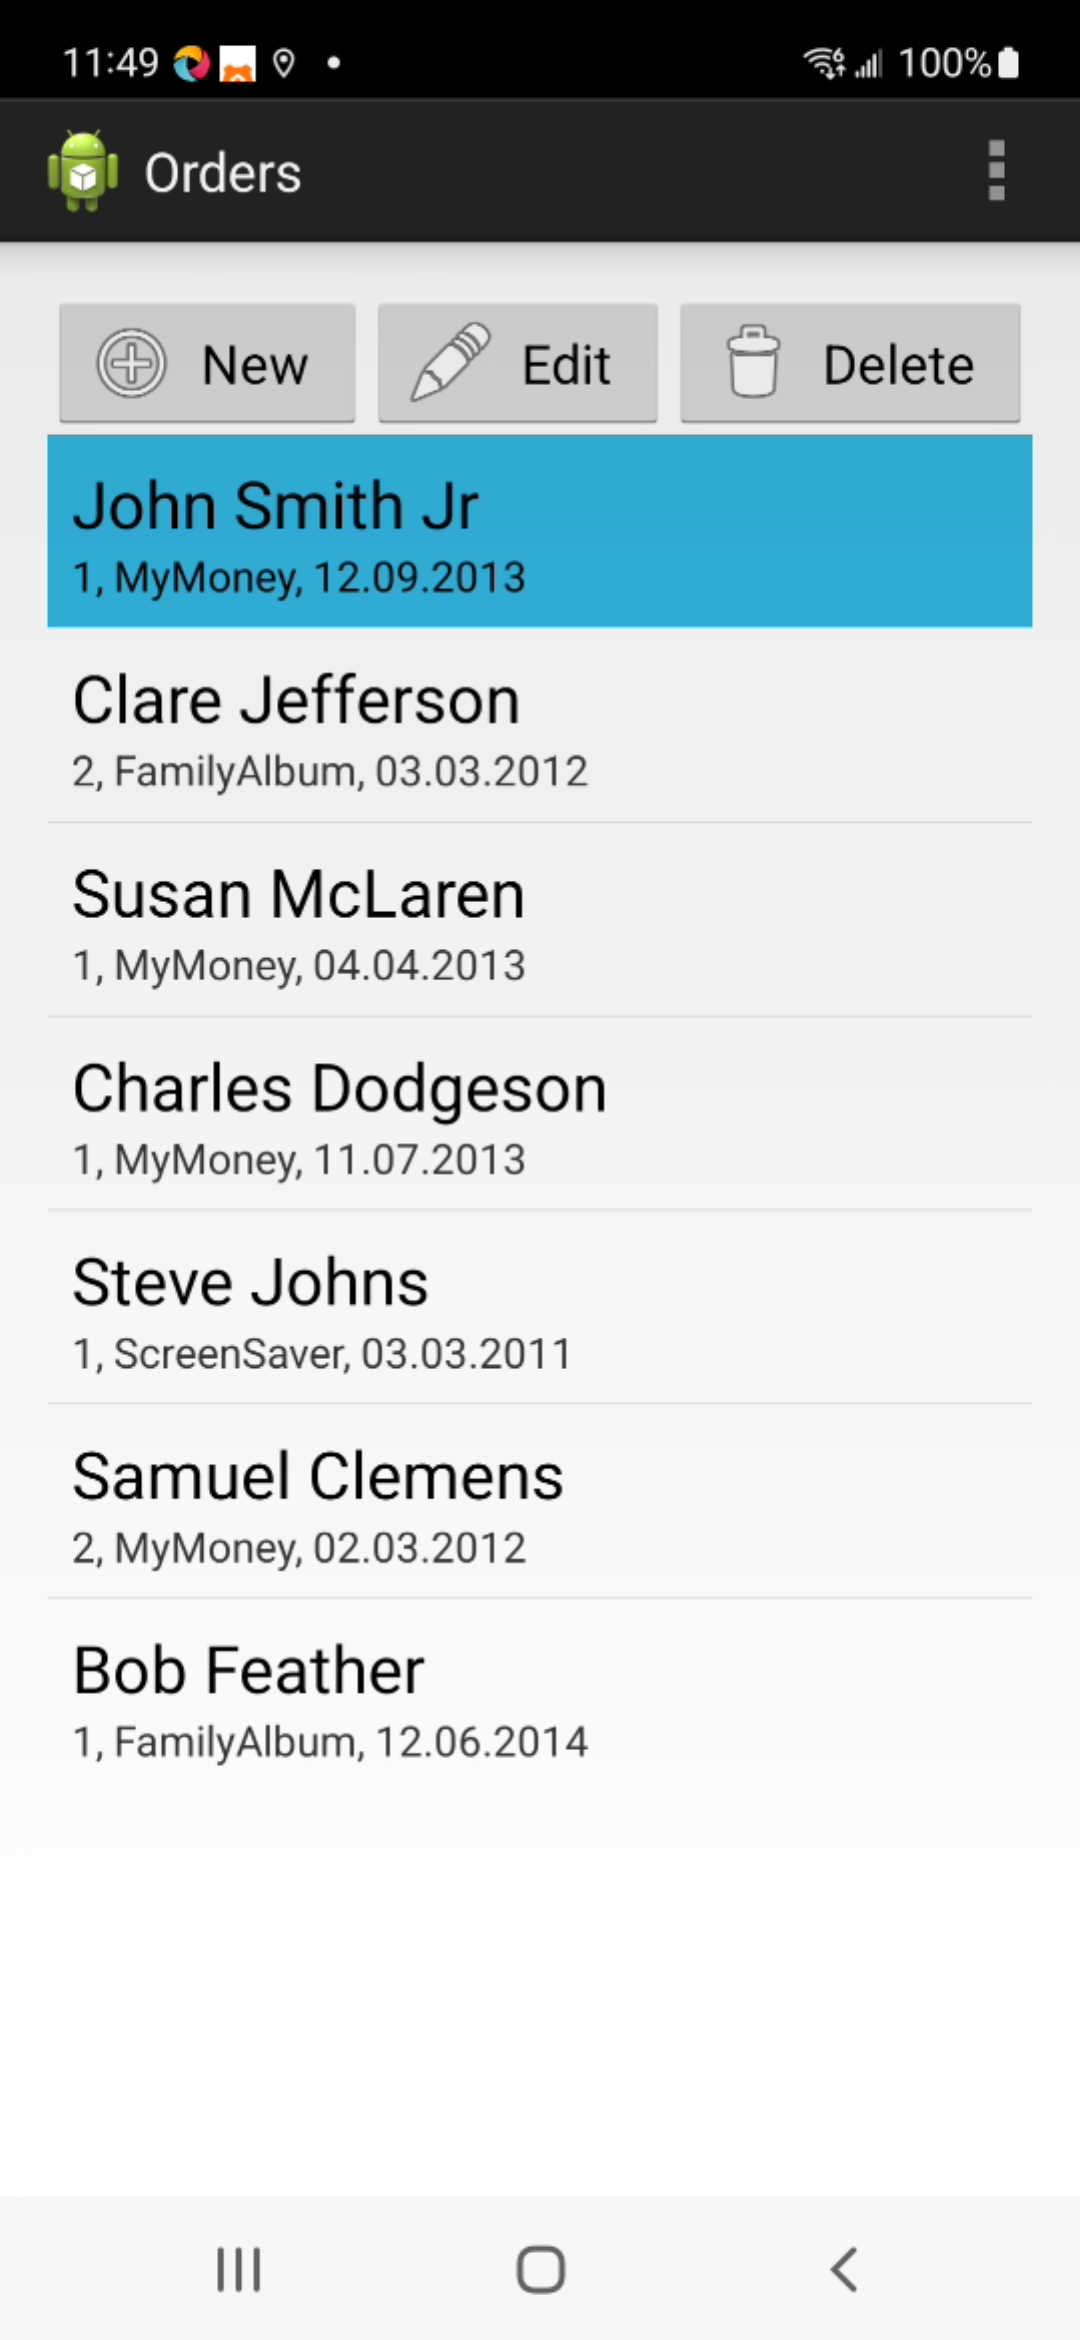 11:49 100%
Orders
New Edit Delete
John Smith Jr
1, MyMoney, 12.09.2013
Clare Jefferson
2, FamilyAlbum, 03.03.2012
Susan McLaren
1, MyMoney, 04.04.2013
Charles Dodgeson
1, MyMoney, 11.07.2013
Steve Johns
1, ScreenSaver, 03.03.2011
Samuel Clemens
2, MyMoney, 02.03.2012
Bob Feather
1, FamilyAlbum, 12.06.2014